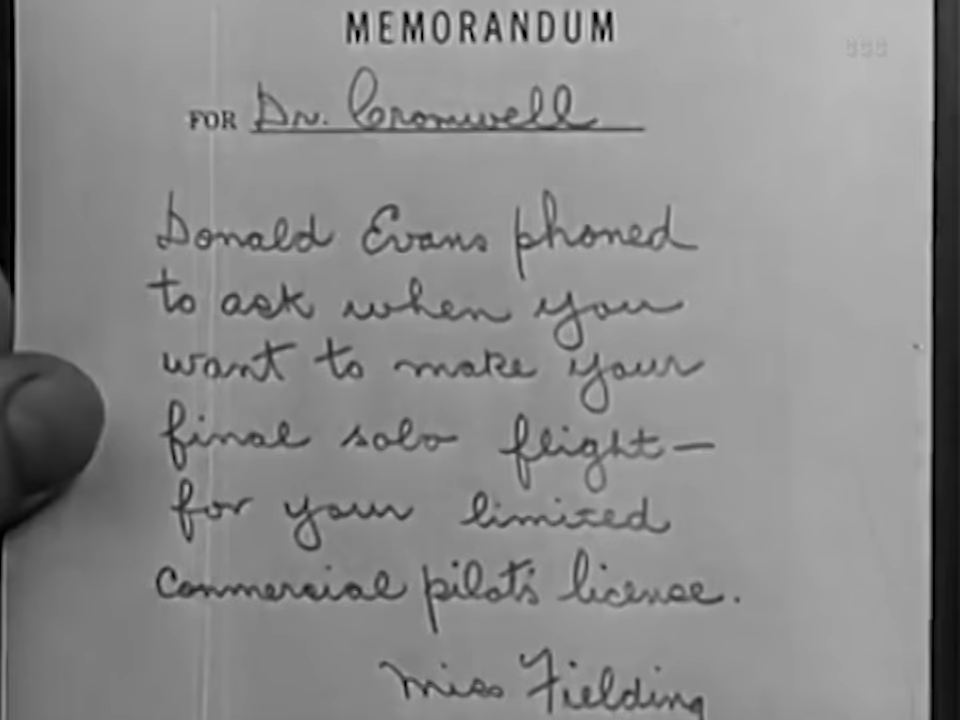 MEMORANDUM
FOR Dr. Cromwell
Donald Evans phoned
to ask when you
want to make your
final solo flight—
for your limited
commercial pilot's license.
Miss Fielding